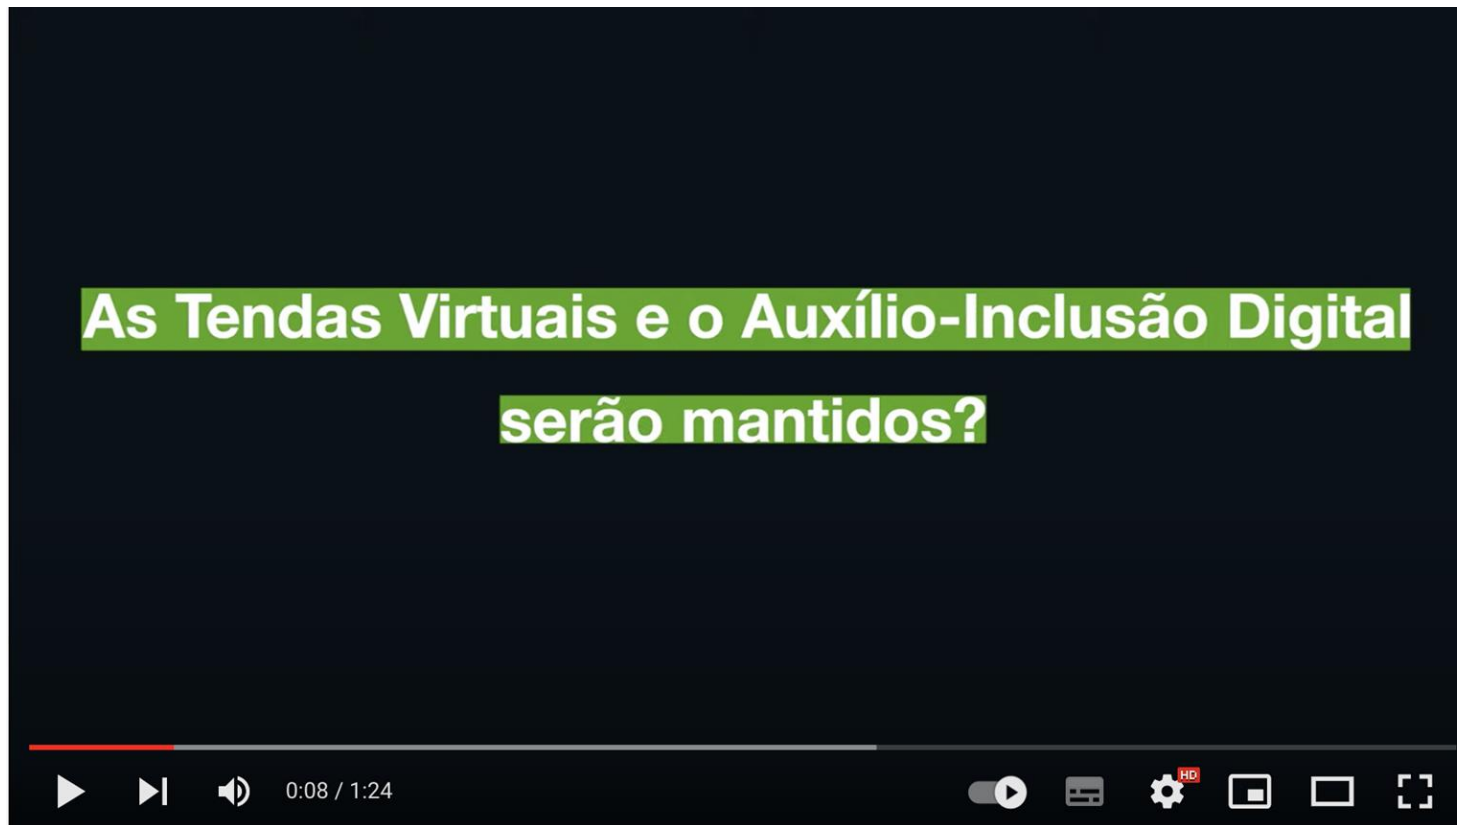 As Tendas Virtuais e o Auxílio-Inclusão Digital
serão mantidos?
0:08 / 1:24
HD